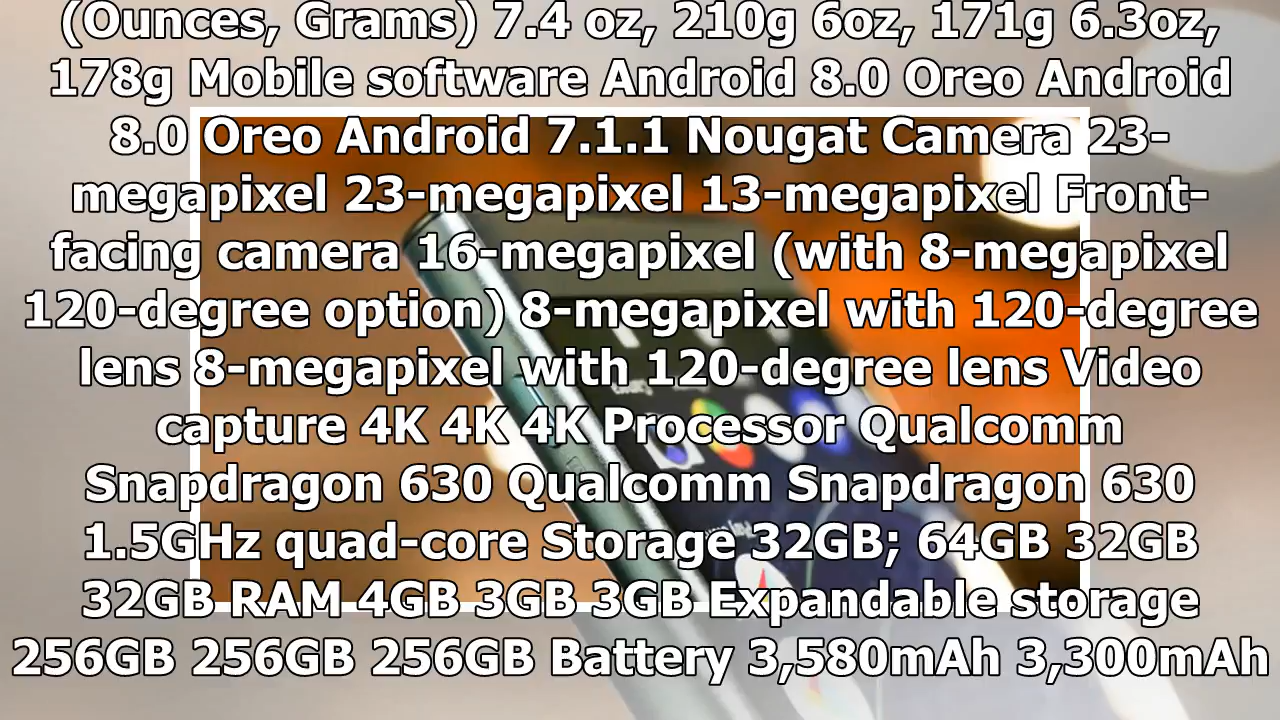 (Ounces, Grams) 7.4 oz, 210g 6oz, 171g 6.3oz,
178g Mobile software Android 8.0 Oreo Android
8.0 Oreo Android 7.1.1 Nougat Camera 23-
megapixel 23-megapixel 13-megapixel Front-
facing camera 16-megapixel (with 8-megapixel
120-degree option) 8-megapixel with 120-degree
lens 8-megapixel with 120-degree lens Video
capture 4K 4K 4K Processor Qualcomm
Snapdragon 630 Qualcomm Snapdragon 630
1.5GHz quad-core Storage 32GB; 64GB 32GB
32GB RAM 4GB 3GB 3GB Expandable storage
256GB 256GB 256GB Battery 3,580mAh 3,300mAh